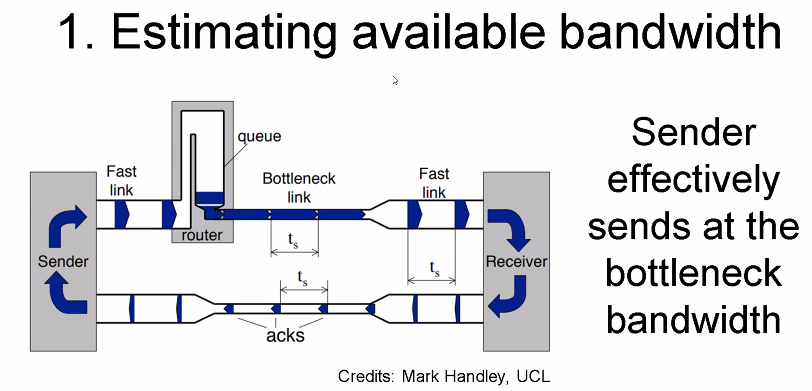 1. Estimating available bandwidth
queue
Fast
link
Bottleneck
link
Fast
link
router
ts
Sender
ts
ts
Receiver
acks
Sender
effectively
sends at the
bottleneck
bandwidth
Credits: Mark Handley, UCL